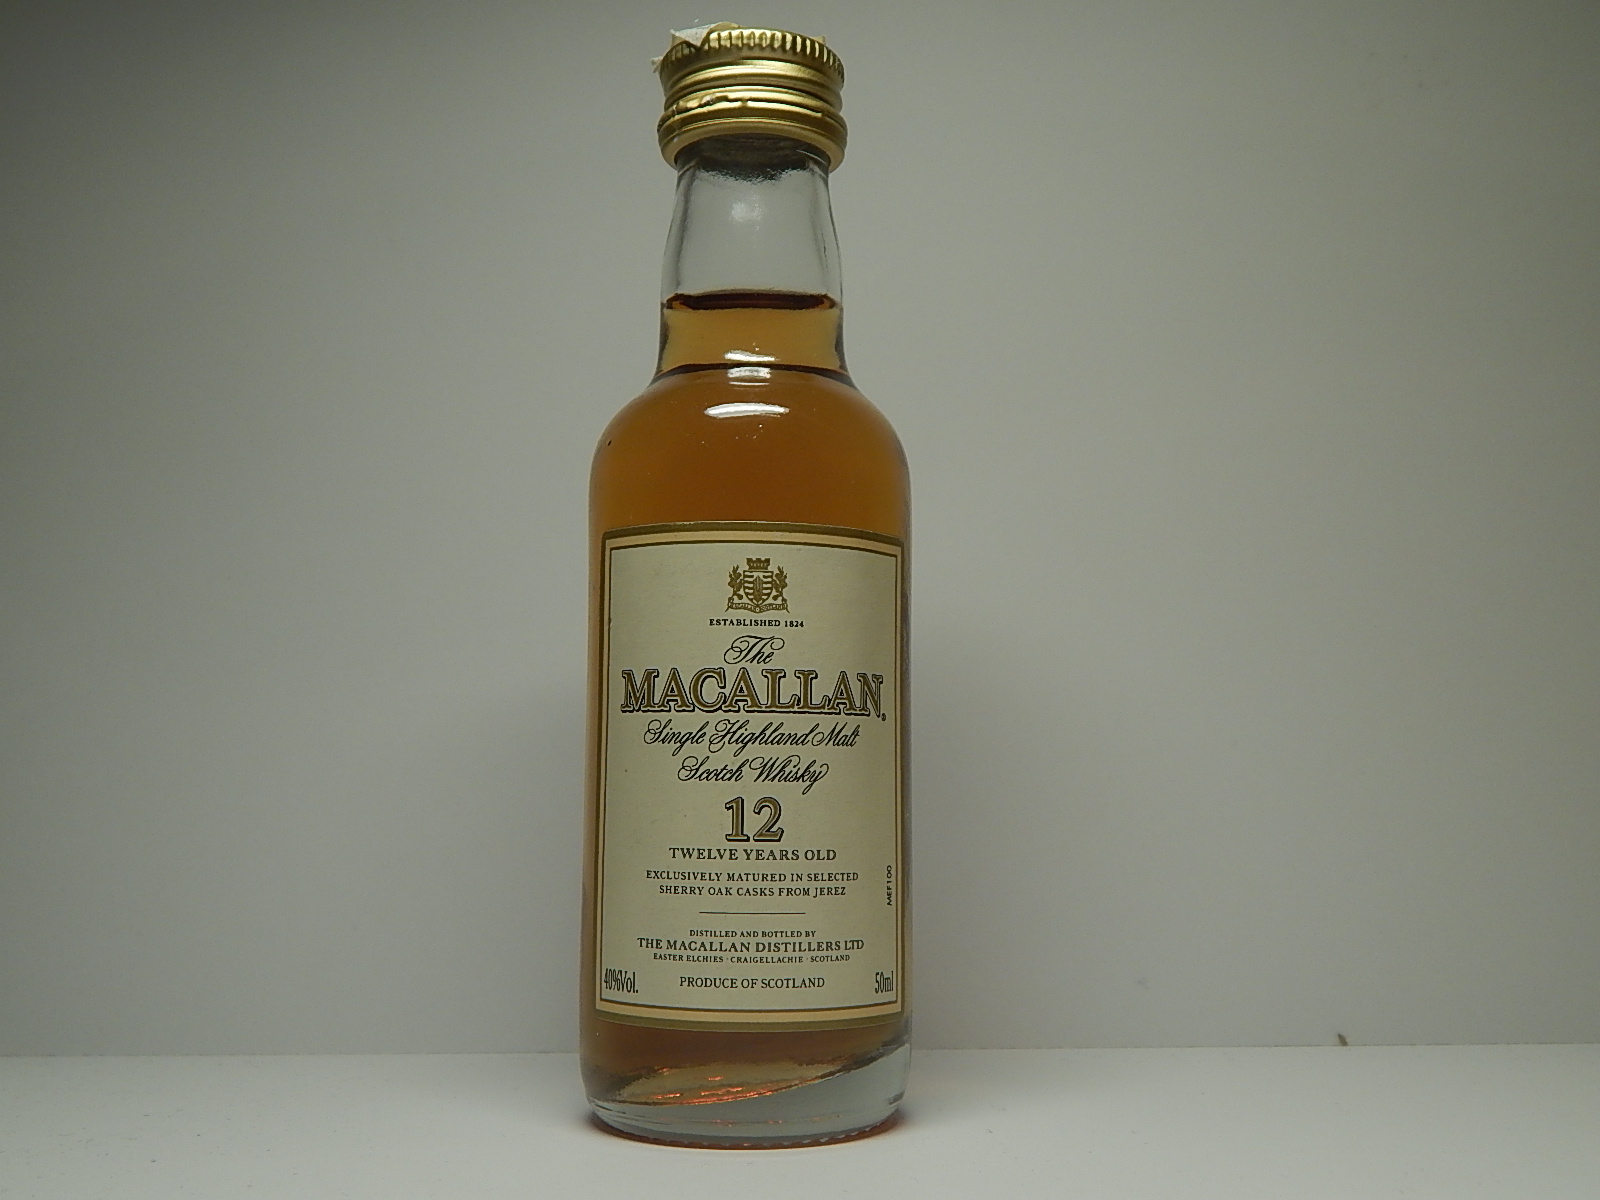 ESTABLISHED 1824
The
MACALLAN
Single Highland Malt
Scotch Whisky
12
TWELVE YEARS OLD
EXCLUSIVELY MATURED IN SELECTED
SHERRY OAK CASKS FROM JEREZ
MEF100
DISTILLED AND BOTTLED BY
THE MACALLAN DISTILLERS LTD
EASTER ELCHIES · CRAIGELLACHIE · SCOTLAND
40%Vol. PRODUCE OF SCOTLAND 50ml